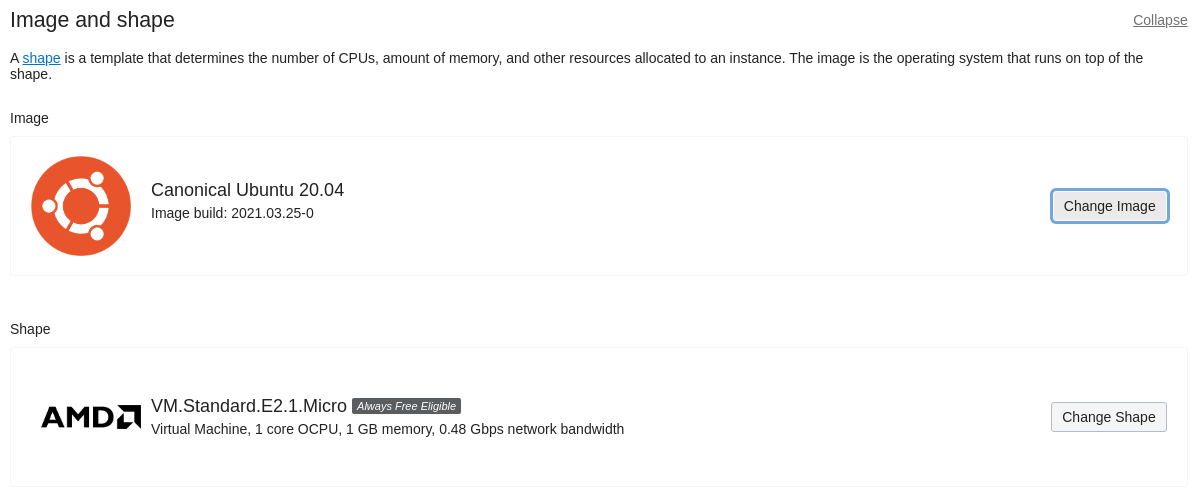 Image and shape
Collapse
A shape is a template that determines the number of CPUs, amount of memory, and other resources allocated to an instance. The image is the operating system that runs on top of the
shape.
Image
Canonical Ubuntu 20.04
Image build: 2021.03.25-0
Change Image
Shape
AMD
VM.Standard.E2.1.Micro Always Free Eligible
Virtual Machine, 1 core OCPU, 1 GB memory, 0.48 Gbps network bandwidth
Change Shape